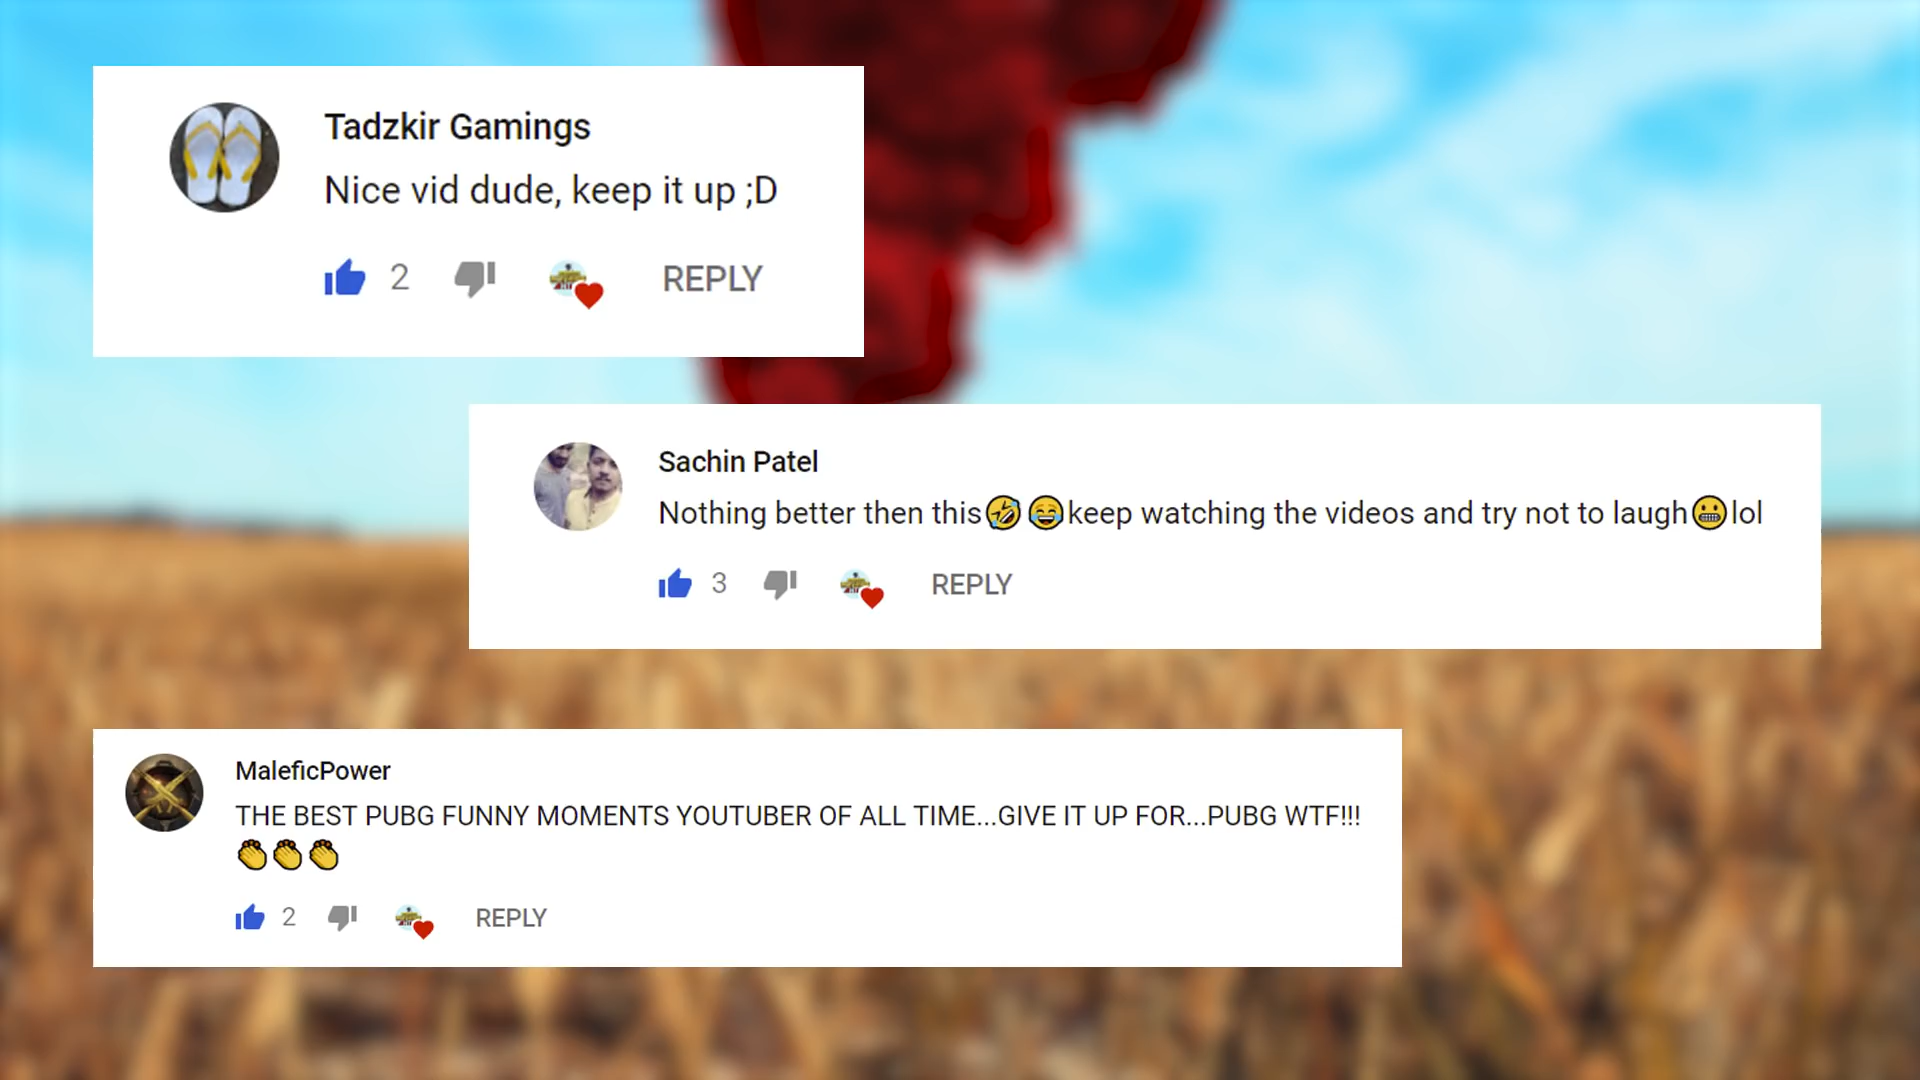 Tadzkir Gamings
Nice vid dude, keep it up ;D
2 REPLY
Sachin Patel
Nothing better then this🤣😂keep watching the videos and try not to laugh😬lol
3 REPLY
MaleficPower
THE BEST PUBG FUNNY MOMENTS YOUTUBER OF ALL TIME...GIVE IT UP FOR...PUBG WTF!!!
👏👏👏
2 REPLY